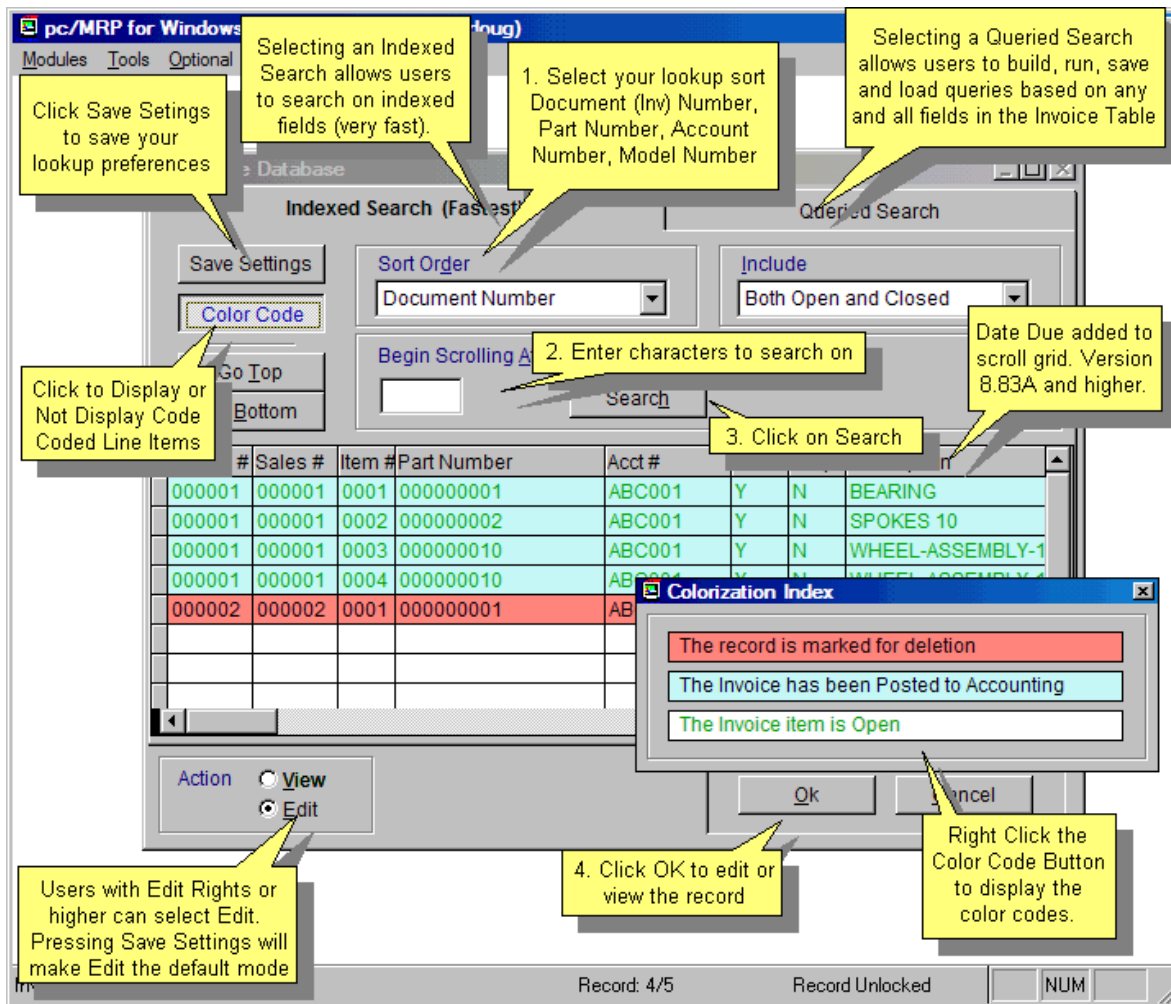 pc/MRP for Windows
doug)
Modules Tools Optional
Click Save Setings
to save your
lookup preferences
Selecting an Indexed
Search allows users
to search on indexed
fields (very fast).
1. Select your lookup sort
Document (Inv) Number,
Part Number, Account
Number, Model Number
Selecting a Queried Search
allows users to build, run, save
and load queries based on any
and all fields in the Invoice Table
Database
Indexed Search (Fastest)
Queried Search
Save Settings
Sort Order
Include
Document Number
Both Open and Closed
Color Code
Date Due added to
scroll grid. Version
8.83A and higher.
Begin Scrolling
2. Enter characters to search on
Go Top
Bottom
Click to Display or
Not Display Code
Coded Line Items
Search
3. Click on Search
# Sales # Item # Part Number Acct #
000001 000001 0001 000000001 ABC001 Y N BEARING
000001 000001 0002 000000002 ABC001 Y N SPOKES 10
000001 000001 0003 000000010 ABC001 Y N WHEEL-ASSEMBLY-1
000001 000001 0004 000000010 ABC001 Y N WHEEL-ASSEMBLY-1
000002 000002 0001 000000001 AB
Colorization Index
The record is marked for deletion
The Invoice has been Posted to Accounting
The Invoice item is Open
Action
View
Edit
Ok
Cancel
Users with Edit Rights or
higher can select Edit.
Pressing Save Settings will
make Edit the default mode
4. Click OK to edit or
view the record
Right Click the
Color Code Button
to display the
color codes.
Record: 4/5
Record Unlocked
NUM